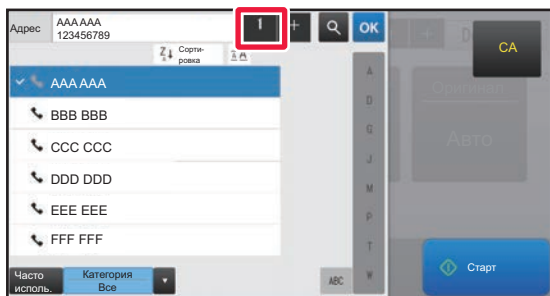 Адрес
AAA AAA
123456789
1
+
OK
CA
Z↓
a
Сорти-
ровка
ā A
AAA AAA
BBB BBB
CCC CCC
DDD DDD
EEE EEE
FFF FFF
A
D
G
J
M
P
T
W
+
Оригинал
Авто
Часто
исполь.
Категория
Все
ABC
Старт